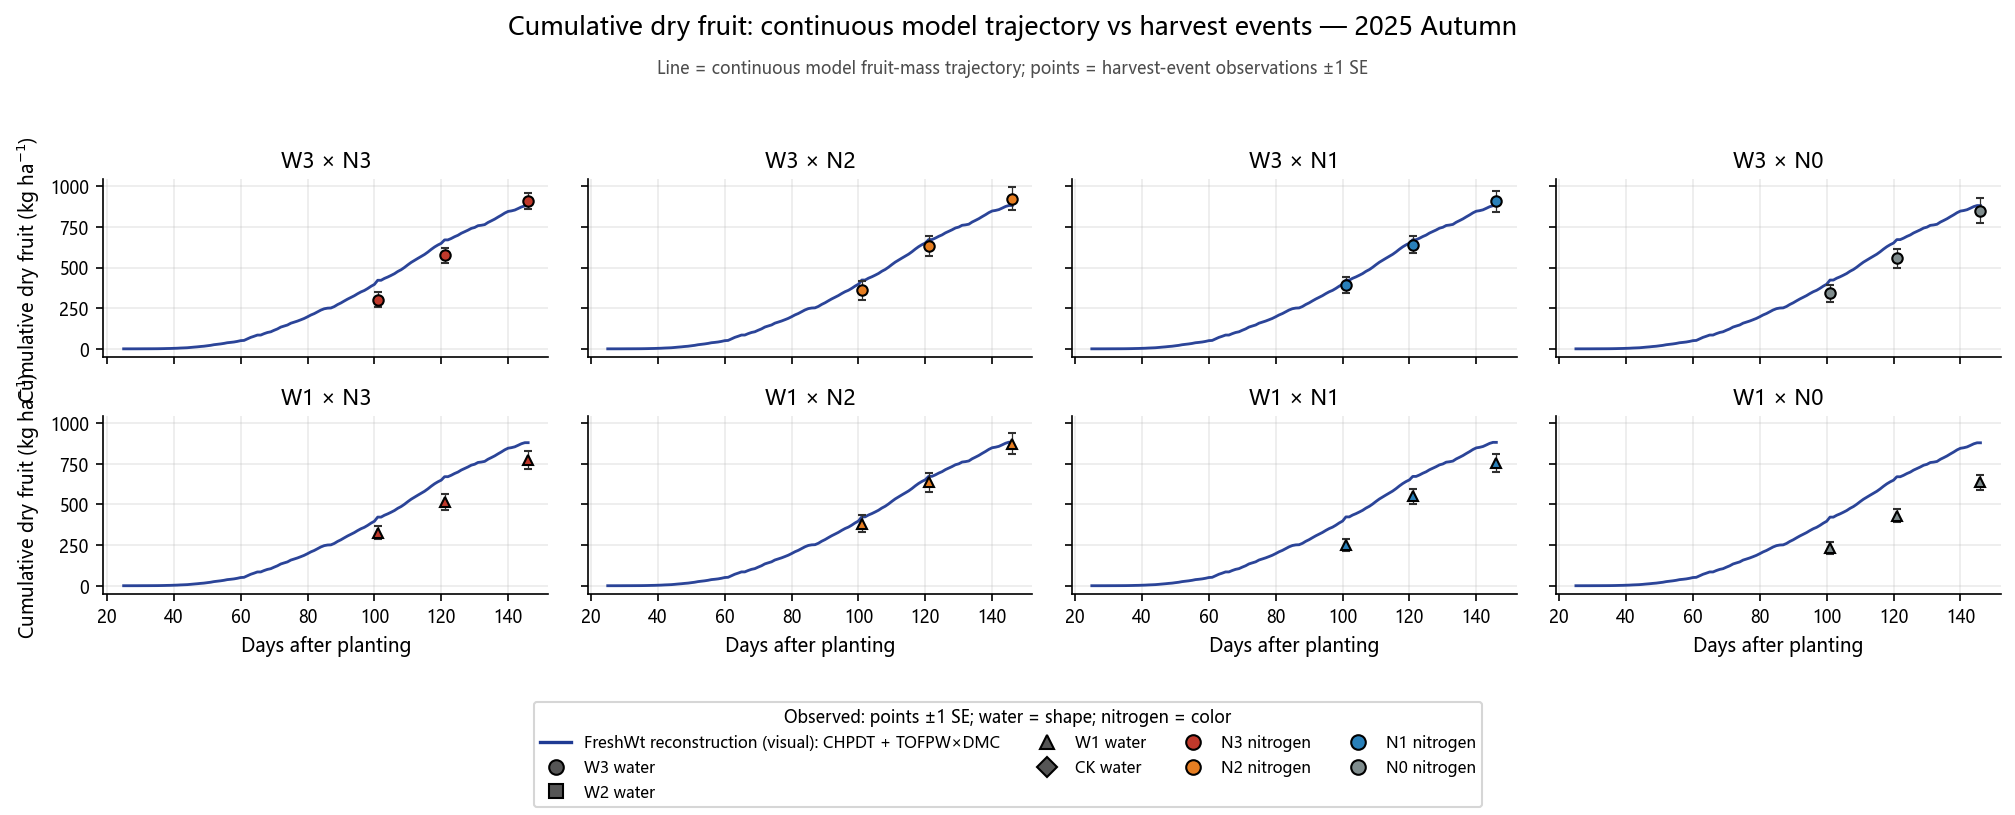 Cumulative dry fruit: continuous model trajectory vs harvest events — 2025 Autumn
Line = continuous model fruit-mass trajectory; points = harvest-event observations ±1 SE
W3 × N3
W3 × N2
W3 × N1
W3 × N0
Cumulative dry fruit (kg ha⁻¹)
1000
750
500
250
0
W1 × N3
W1 × N2
W1 × N1
W1 × N0
Cumulative dry fruit (kg ha⁻¹)
1000
750
500
250
0
20 40 60 80 100 120 140
20 40 60 80 100 120 140
20 40 60 80 100 120 140
20 40 60 80 100 120 140
Days after planting
Days after planting
Days after planting
Days after planting
Observed: points ±1 SE; water = shape; nitrogen = color
FreshWt reconstruction (visual): CHPDT + TOFPW×DMC
W3 water
W2 water
W1 water
CK water
N3 nitrogen
N2 nitrogen
N1 nitrogen
N0 nitrogen